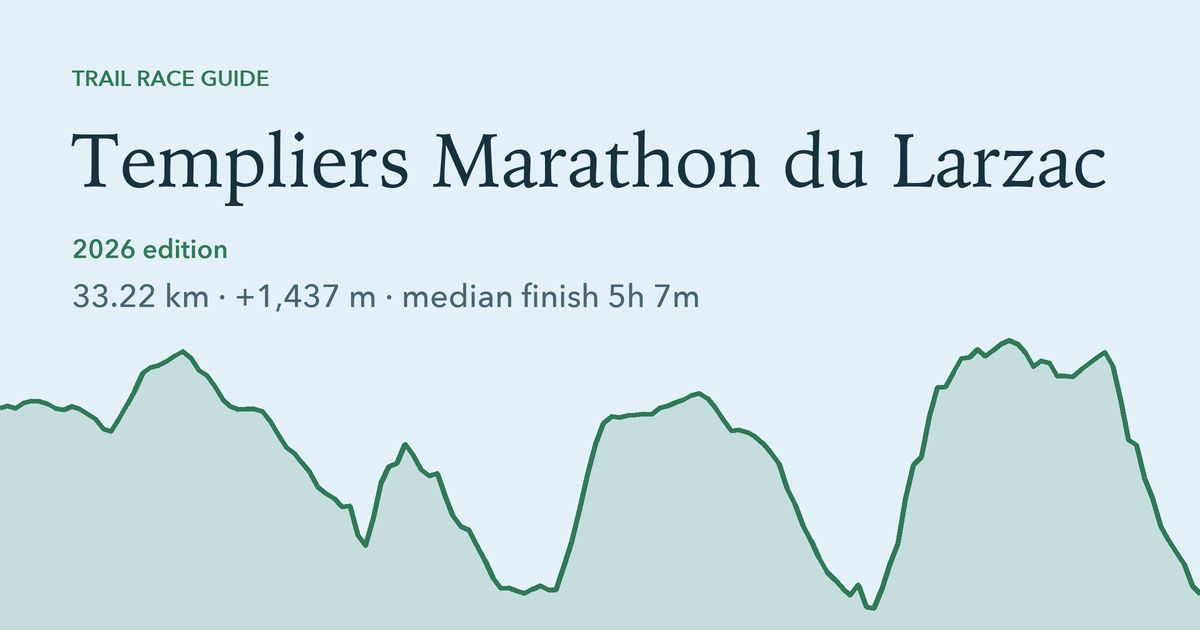 TRAIL RACE GUIDE
Templiers Marathon du Larzac
2026 edition
33.22 km · +1,437 m · median finish 5h 7m